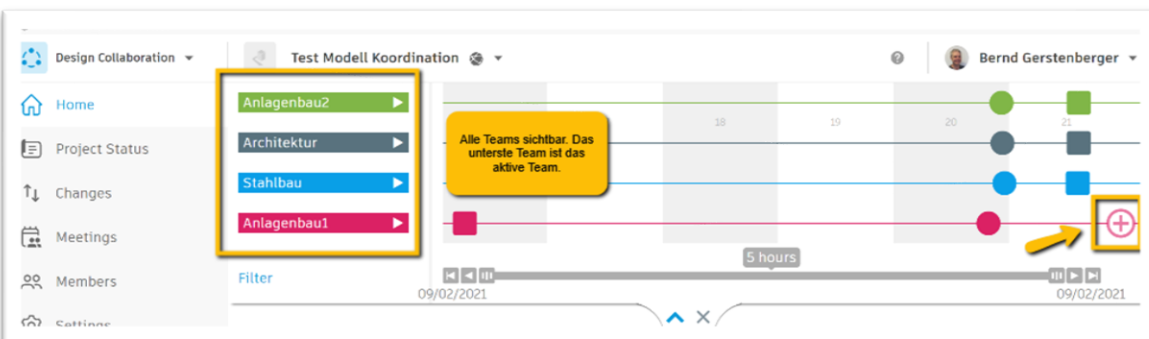 Design Collaboration
Test Modell Koordination
Bernd Gerstenberger
Home
Project Status
Changes
Meetings
Members
Settings
Anlagenbau2
Architektur
Stahlbau
Anlagenbau1
Filter
Alle Teams sichtbar. Das
unterste Team ist das
aktive Team.
18
19
20
21
5 hours
09/02/2021
09/02/2021